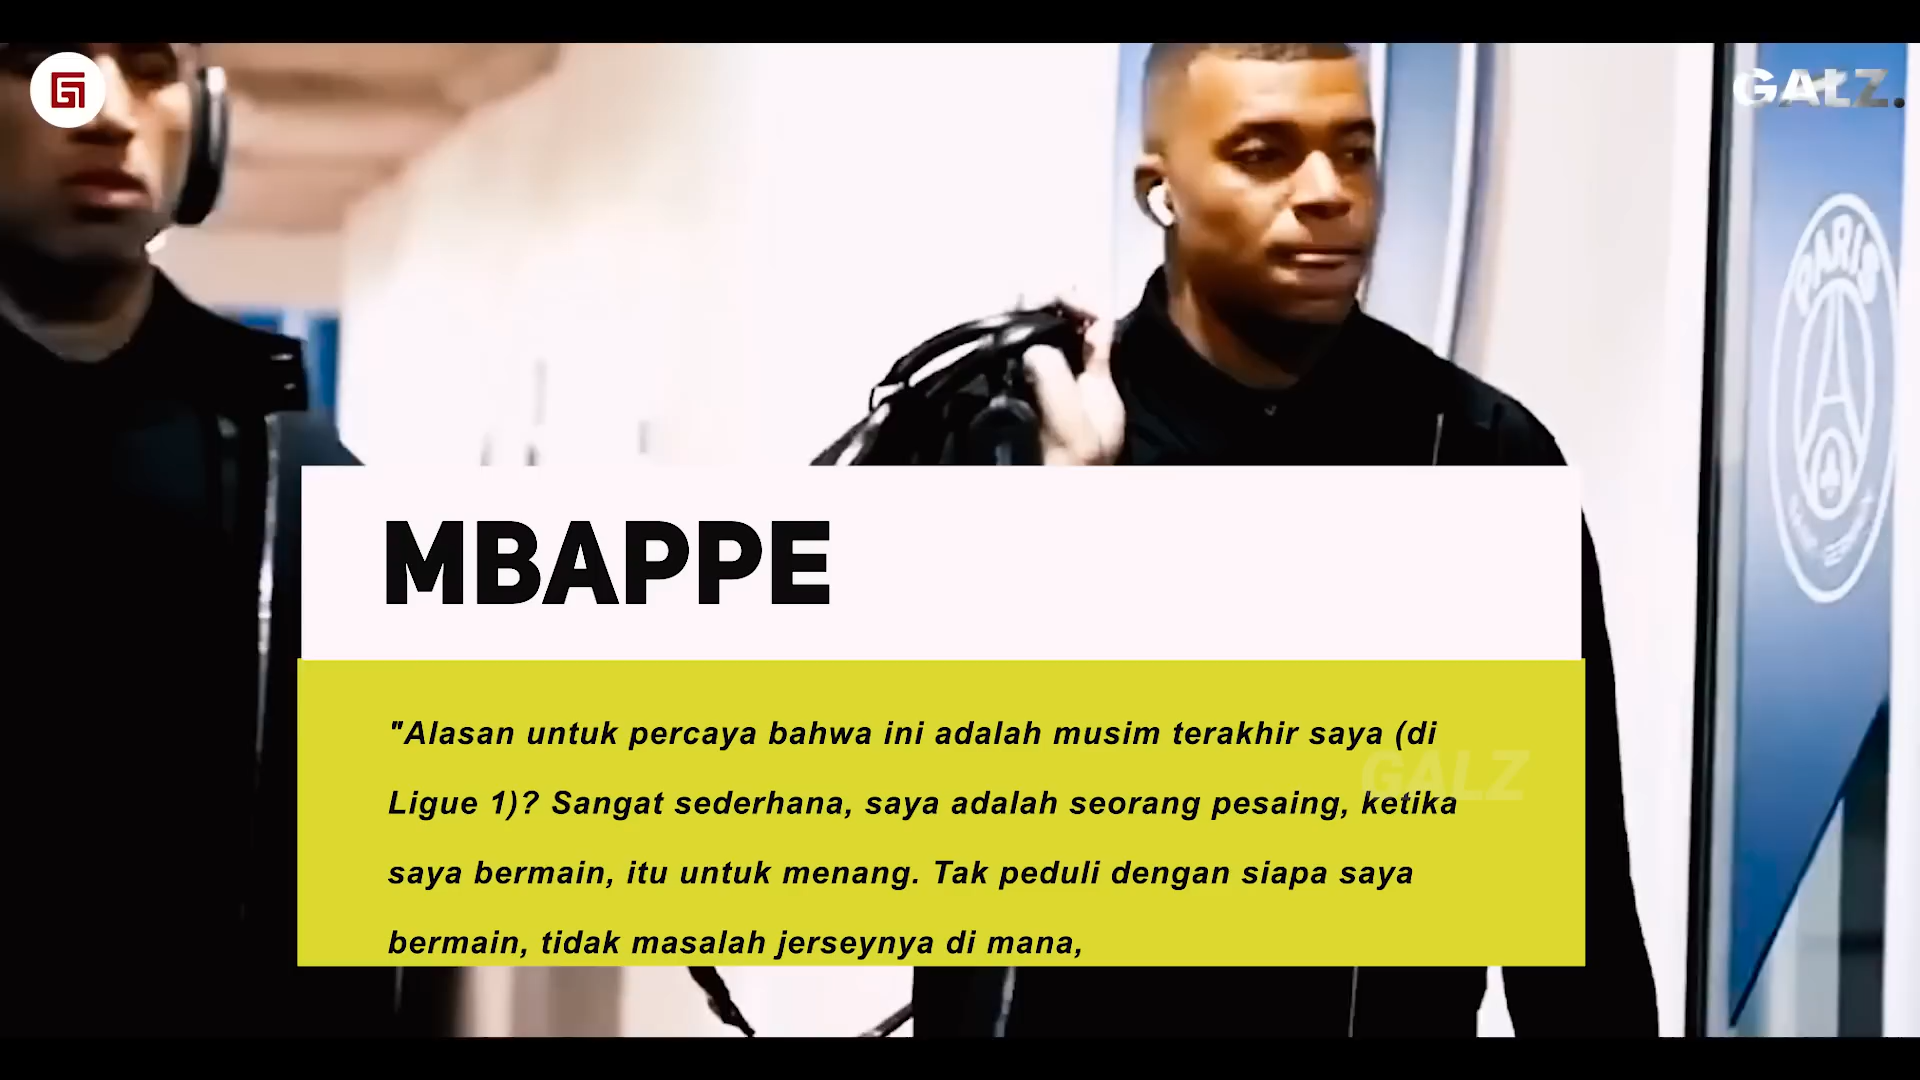 GALZ.
PARIS
MBAPPE
"Alasan untuk percaya bahwa ini adalah musim terakhir saya (di
GALZ
Ligue 1)? Sangat sederhana, saya adalah seorang pesaing, ketika
saya bermain, itu untuk menang. Tak peduli dengan siapa saya
bermain, tidak masalah jerseynya di mana,